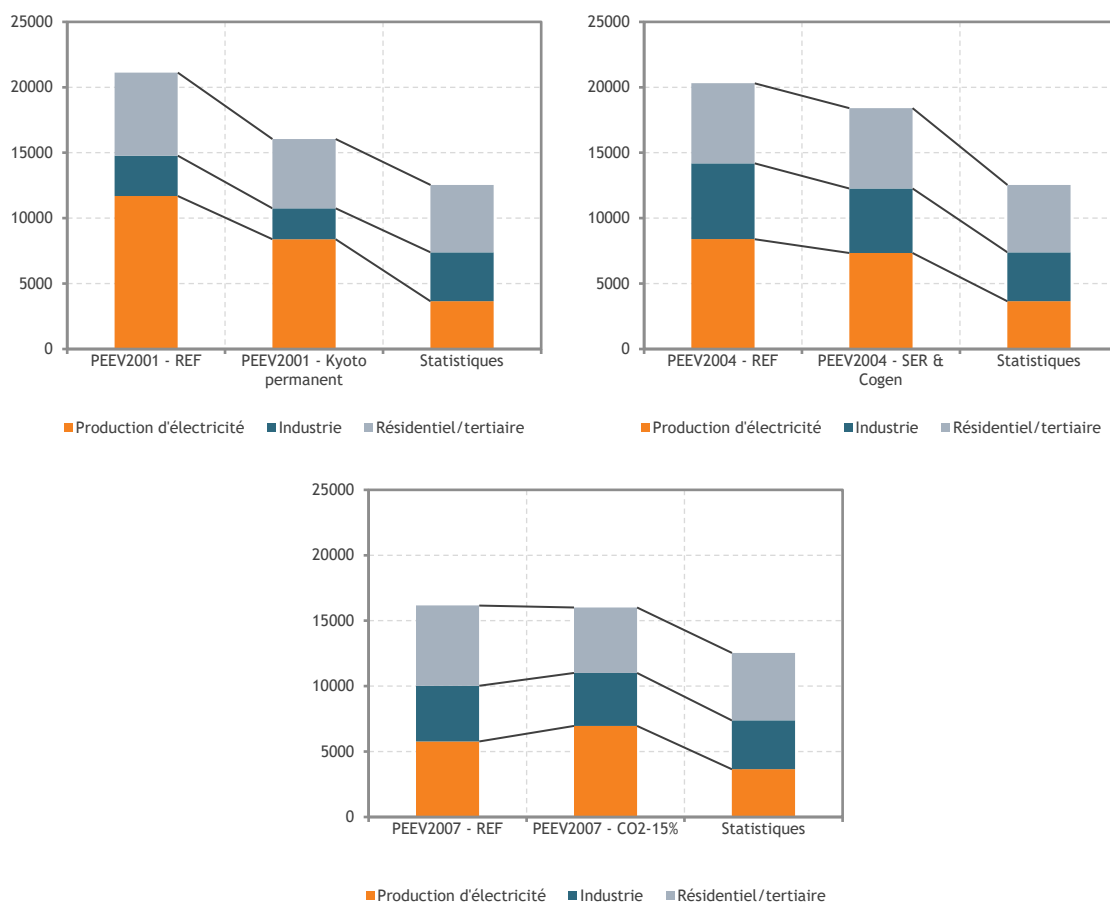 25000
20000
15000
10000
5000
0
PEEV2001 - REF
PEEV2001 - Kyoto
permanent
Statistiques
Production d'électricité
Industrie
Résidentiel/tertiaire
25000
20000
15000
10000
5000
0
PEEV2004 - REF
PEEV2004 - SER &
Cogen
Statistiques
Production d'électricité
Industrie
Résidentiel/tertiaire
25000
20000
15000
10000
5000
0
PEEV2007 - REF
PEEV2007 - CO2-15%
Statistiques
Production d'électricité
Industrie
Résidentiel/tertiaire